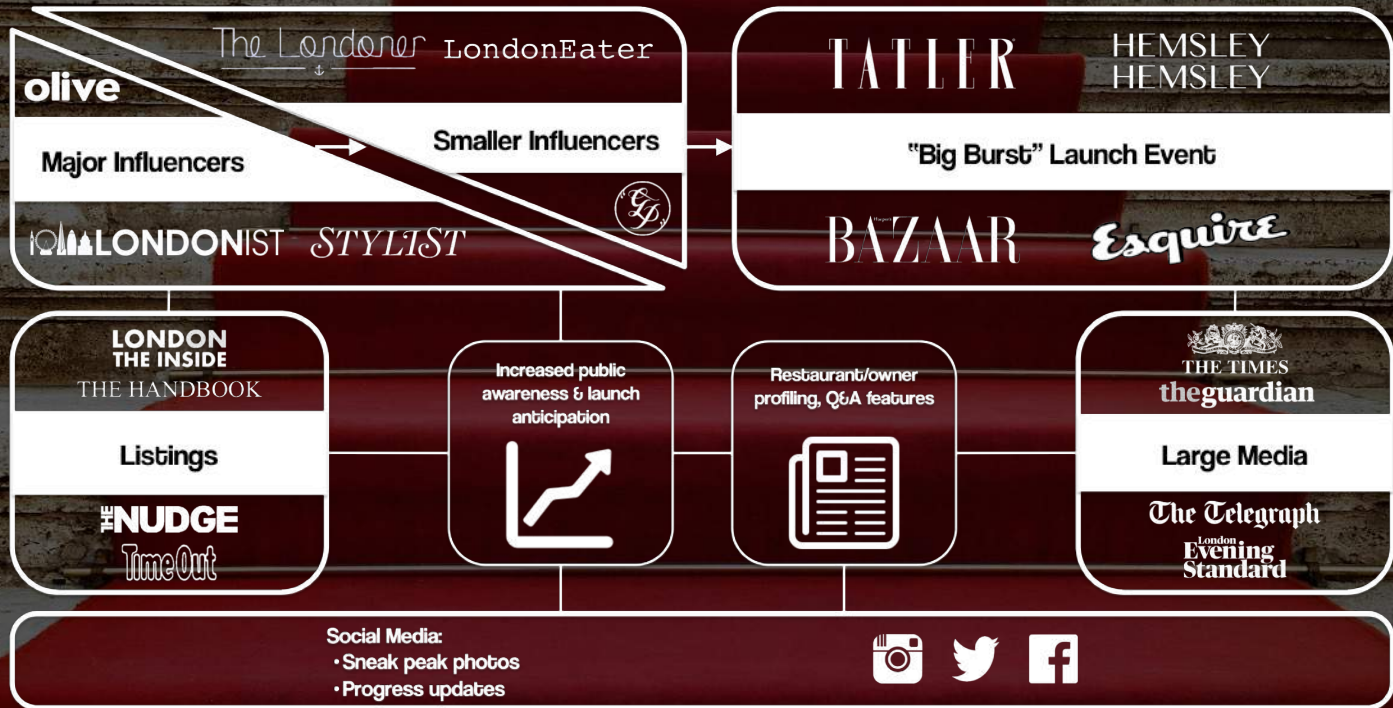 The Londoner
LondonEater
olive
Major Influencers
Smaller Influencers
LONDONIST
STYLIST
TATLER
HEMSLEY
HEMSLEY
"Big Burst" Launch Event
Harper's
BAZAAR
Esquire
LONDON
THE INSIDE
THE HANDBOOK
Listings
THE NUDGE
TimeOut
Increased public
awareness & launch
anticipation
Restaurant/owner
profiling, Q&A features
THE TIMES
theguardian
Large Media
The Telegraph
London
Evening
Standard
Social Media:
• Sneak peak photos
• Progress updates